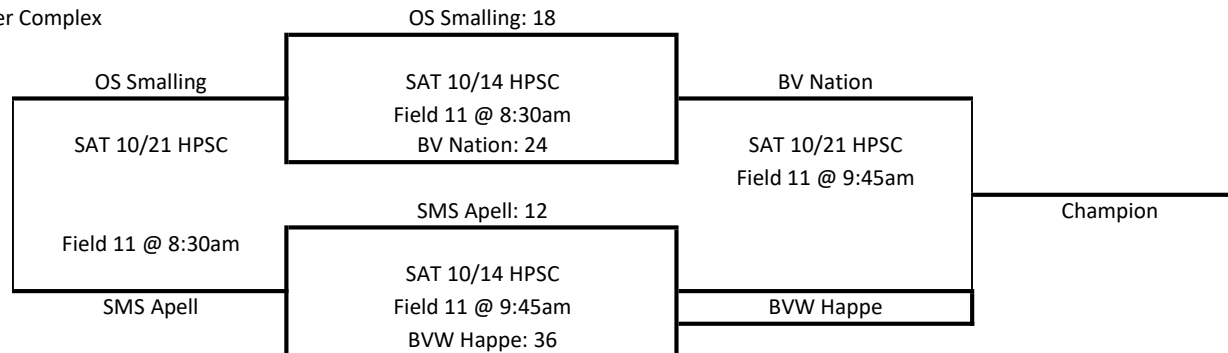 er Complex
OS Smalling: 18
OS Smalling
SAT 10/14 HPSC
BV Nation
Field 11 @ 8:30am
SAT 10/21 HPSC
BV Nation: 24
SAT 10/21 HPSC
Field 11 @ 9:45am
SMS Apell: 12
Champion
Field 11 @ 8:30am
SAT 10/14 HPSC
SMS Apell
Field 11 @ 9:45am
BVW Happe
BVW Happe: 36